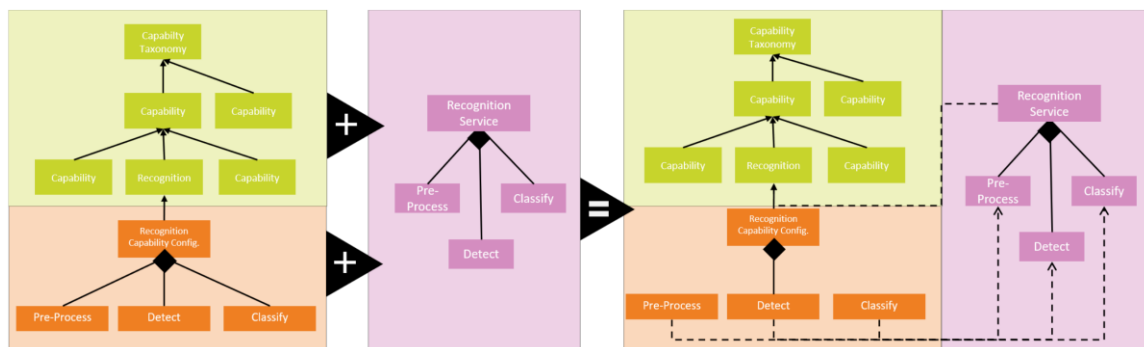 Capabilty
Taxonomy
Capability
Capability
Capability
Recognition
Capability
Recognition
Capability Config.
Pre-Process
Detect
Classify
+
+
Recognition
Service
Pre-
Process
Classify
Detect
=
Capabilty
Taxonomy
Capability
Capability
Capability
Recognition
Capability
Recognition
Capability Config.
Pre-Process
Detect
Classify
Recognition
Service
Pre-
Process
Classify
Detect